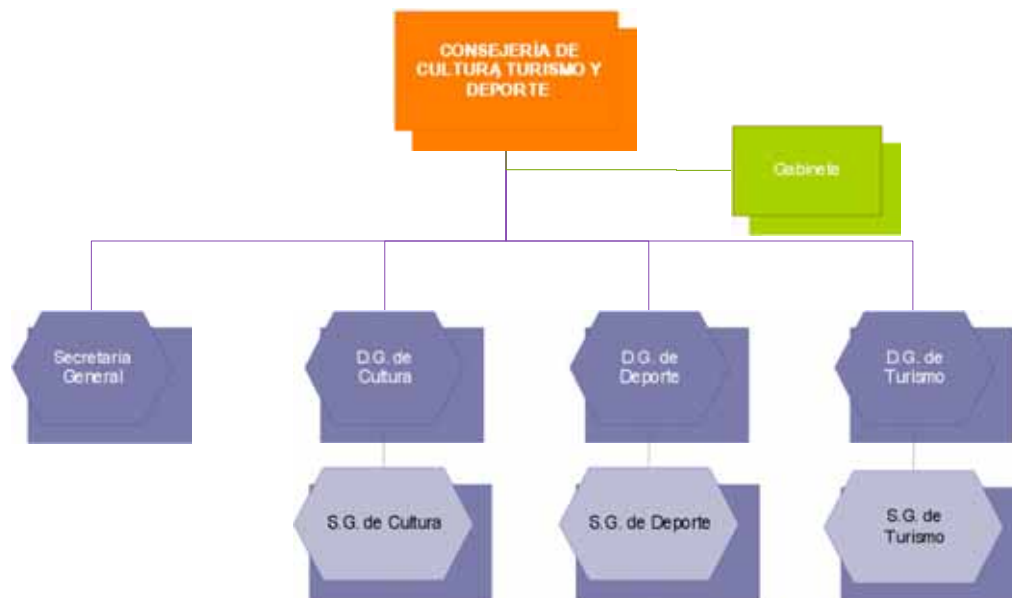 CONSEJERÍA DE
CULTURA, TURISMO Y
DEPORTE
Gabinete
Secretaría
General
D.G. de
Cultura
D.G. de
Deporte
D.G. de
Turismo
S.G. de Cultura
S.G. de Deporte
S.G. de
Turismo